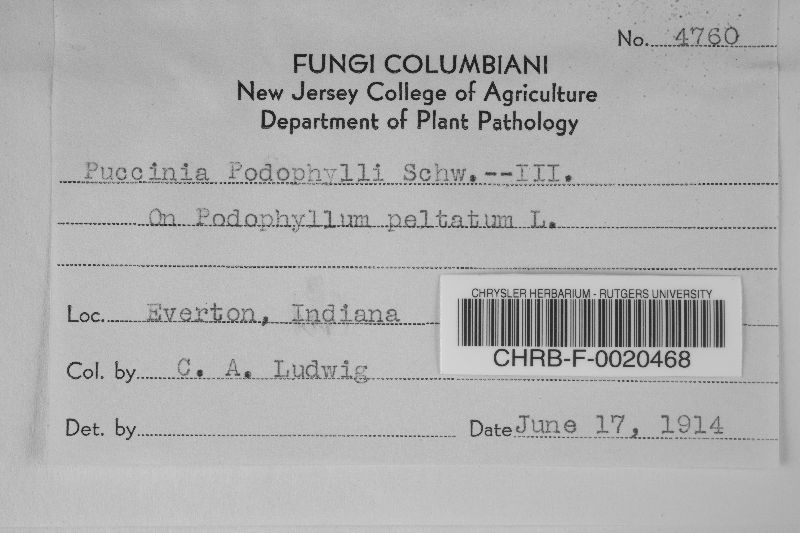 No. 4760
FUNGI COLUMBIANI
New Jersey College of Agriculture
Department of Plant Pathology
Puccinia Podophylli Schw.--III.
On Podophyllum peltatum L.
Loc. Everton, Indiana
CHRYSLER HERBARIUM - RUTGERS UNIVERSITY
CHRB-F-0020468
Col. by C. A. Ludwig
Det. by
Date June 17, 1914